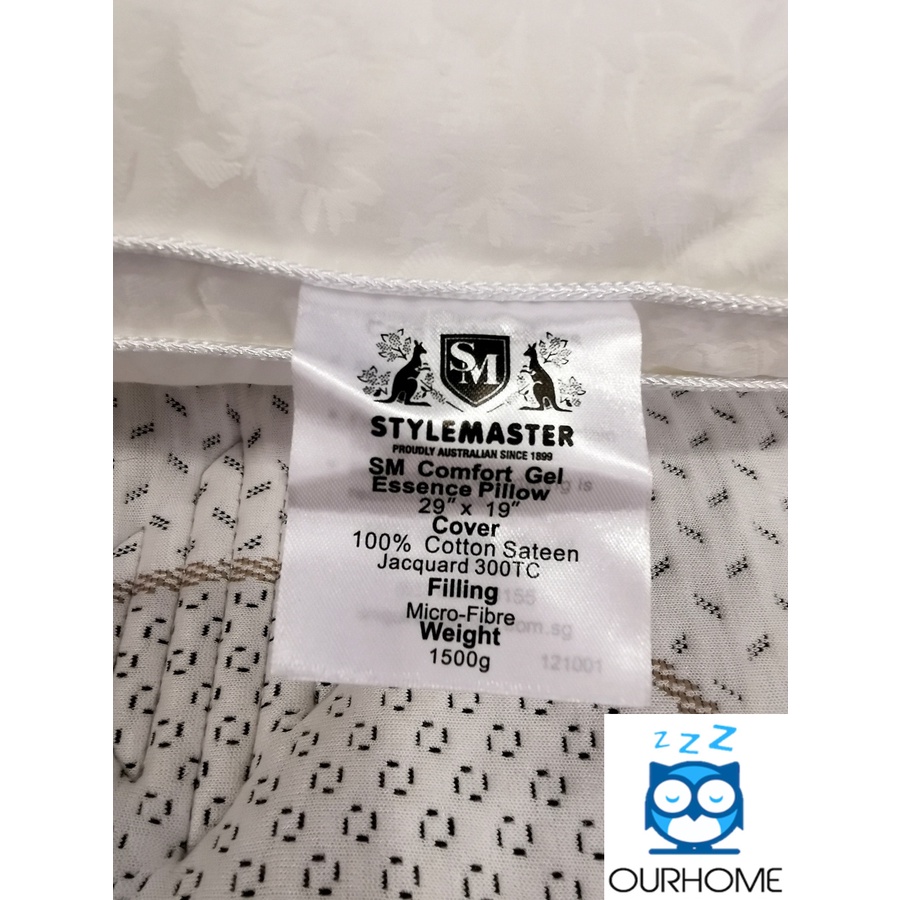 SM
STYLEMASTER
PROUDLY AUSTRALIAN SINCE 1899
SM Comfort Gel
Essence Pillow
29" x 19"
Cover
100% Cotton Sateen
Jacquard 300TC
Filling
Micro-Fibre
Weight
1500g
121001
zzZ
OURHOME